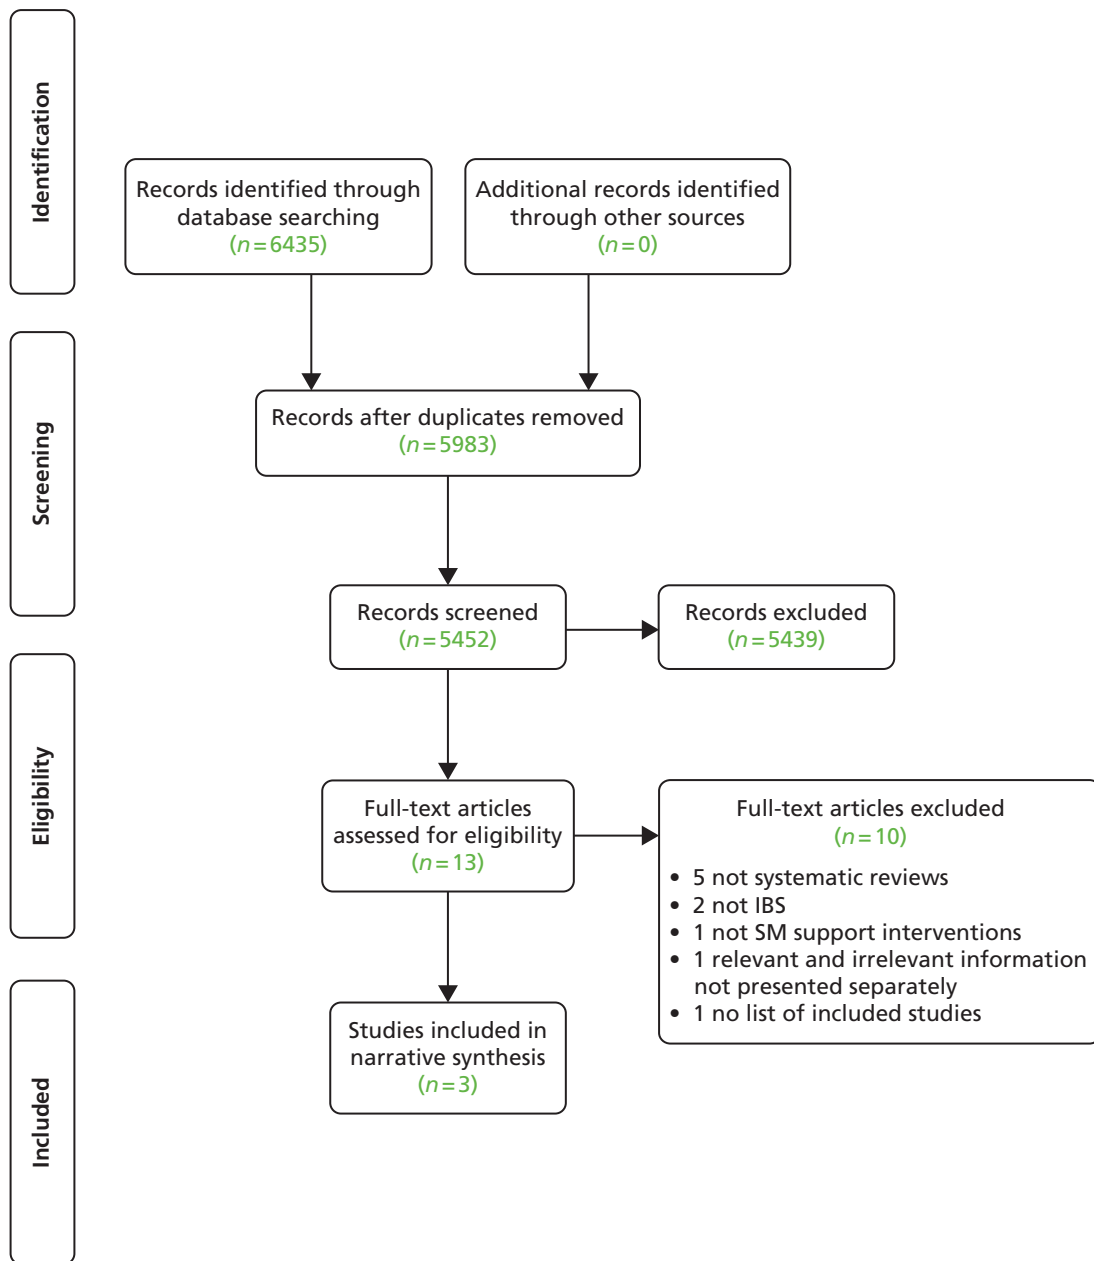 Identification
Records identified through
database searching
(n=6435)
Additional records identified
through other sources
(n=0)
Screening
Records after duplicates removed
(n=5983)
Records screened
(n=5452)
Records excluded
(n=5439)
Eligibility
Full-text articles
assessed for eligibility
(n=13)
Full-text articles excluded
(n=10)
• 5 not systematic reviews
• 2 not IBS
• 1 not SM support interventions
• 1 relevant and irrelevant information
not presented separately
• 1 no list of included studies
Included
Studies included in
narrative synthesis
(n=3)